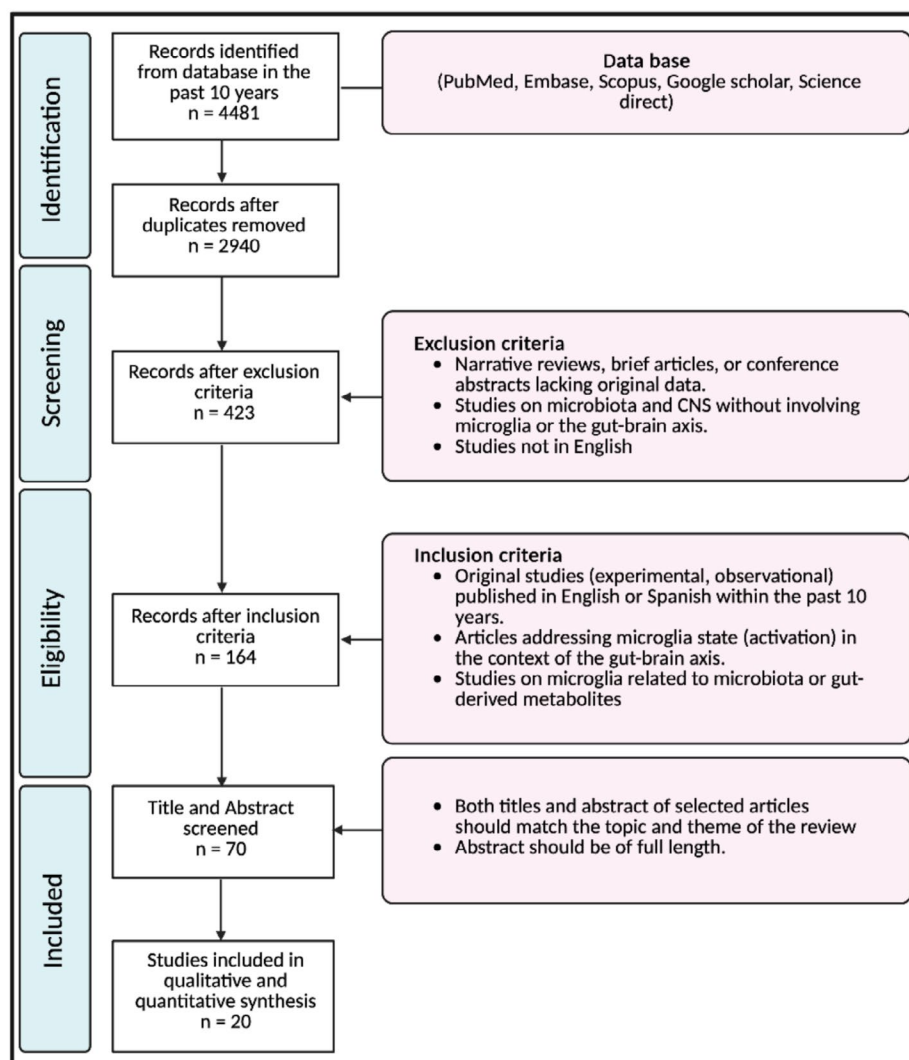 Identification
Records identified
from database in the
past 10 years
n = 4481
Data base
(PubMed, Embase, Scopus, Google scholar, Science
direct)
Records after
duplicates removed
n = 2940
Screening
Records after exclusion
criteria
n = 423
Exclusion criteria
• Narrative reviews, brief articles, or conference
abstracts lacking original data.
• Studies on microbiota and CNS without involving
microglia or the gut-brain axis.
• Studies not in English
Eligibility
Records after inclusion
criteria
n = 164
Inclusion criteria
• Original studies (experimental, observational)
published in English or Spanish within the past 10
years.
• Articles addressing microglia state (activation) in
the context of the gut-brain axis.
• Studies on microglia related to microbiota or gut-
derived metabolites
Included
Title and Abstract
screened
n = 70
• Both titles and abstract of selected articles
should match the topic and theme of the review
• Abstract should be of full length.
Studies included in
qualitative and
quantitative synthesis
n = 20